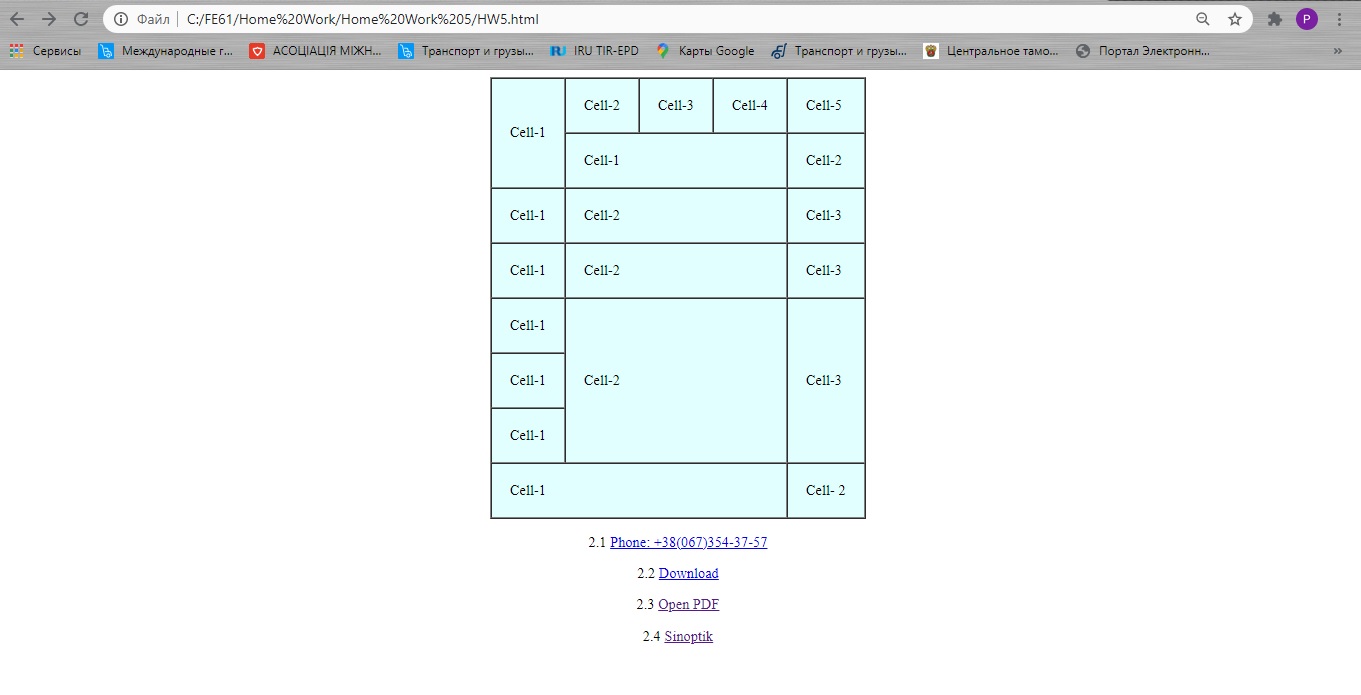 Файл C:/FE61/Home%20Work/Home%20Work%205/HW5.html P
Сервисы Международные г... АСОЦІАЦІЯ МІЖН... Транспорт и грузы... RU IRU TIR-EPD Карты Google Транспорт и грузы... Центральное тамо... Портал Электронн... »
Cell-2 Cell-3 Cell-4 Cell-5
Cell-1
Cell-1 Cell-2
Cell-1 Cell-2 Cell-3
Cell-1 Cell-2 Cell-3
Cell-1
Cell-1 Cell-2 Cell-3
Cell-1
Cell-1 Cell- 2
2.1 Phone: +38(067)354-37-57
2.2 Download
2.3 Open PDF
2.4 Sinoptik